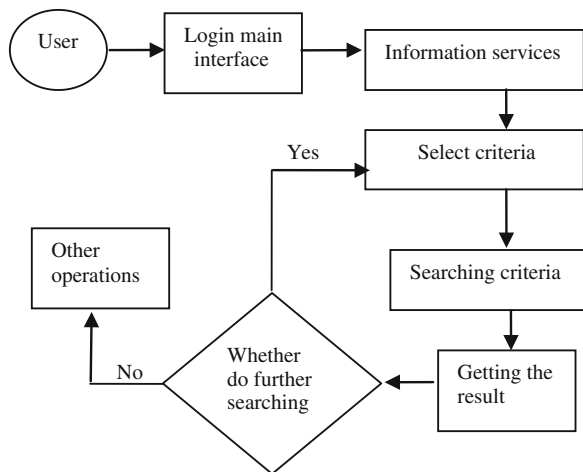 User
Login main
interface
Information services
Yes
Select criteria
Other
operations
Searching criteria
Whether
do further
searching
No
Getting the
result